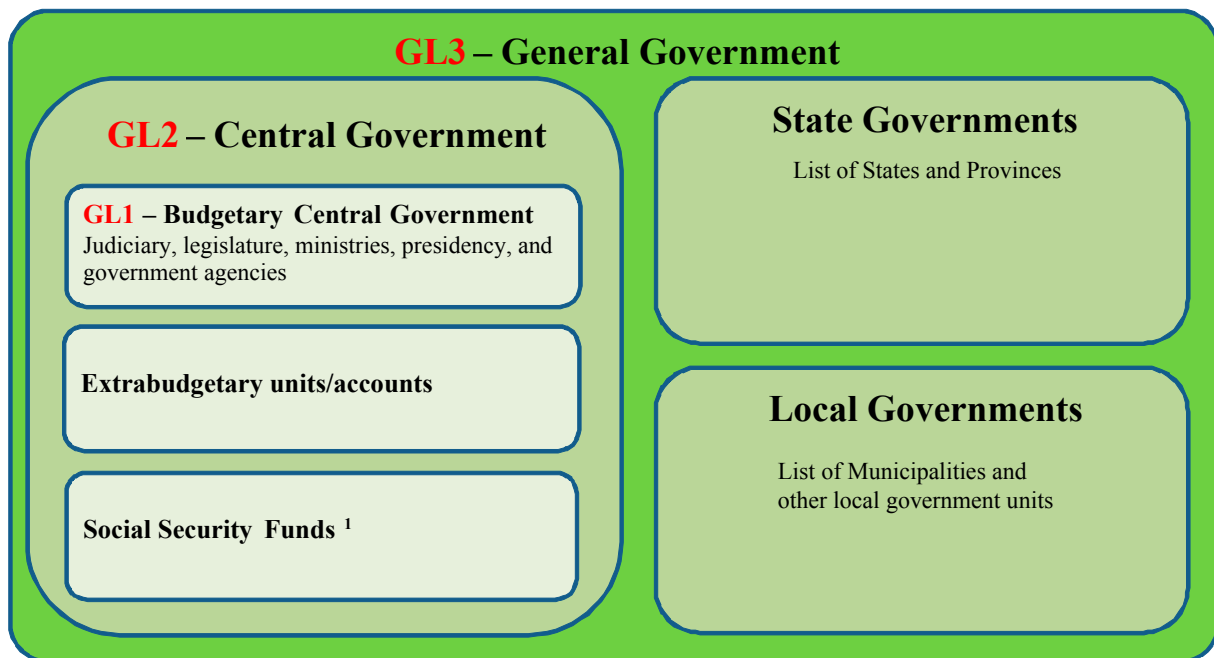 GL3 – General Government
GL2 – Central Government
GL1 – Budgetary Central Government
Judiciary, legislature, ministries, presidency, and
government agencies
Extrabudgetary units/accounts
Social Security Funds ¹
State Governments
List of States and Provinces
Local Governments
List of Municipalities and
other local government units